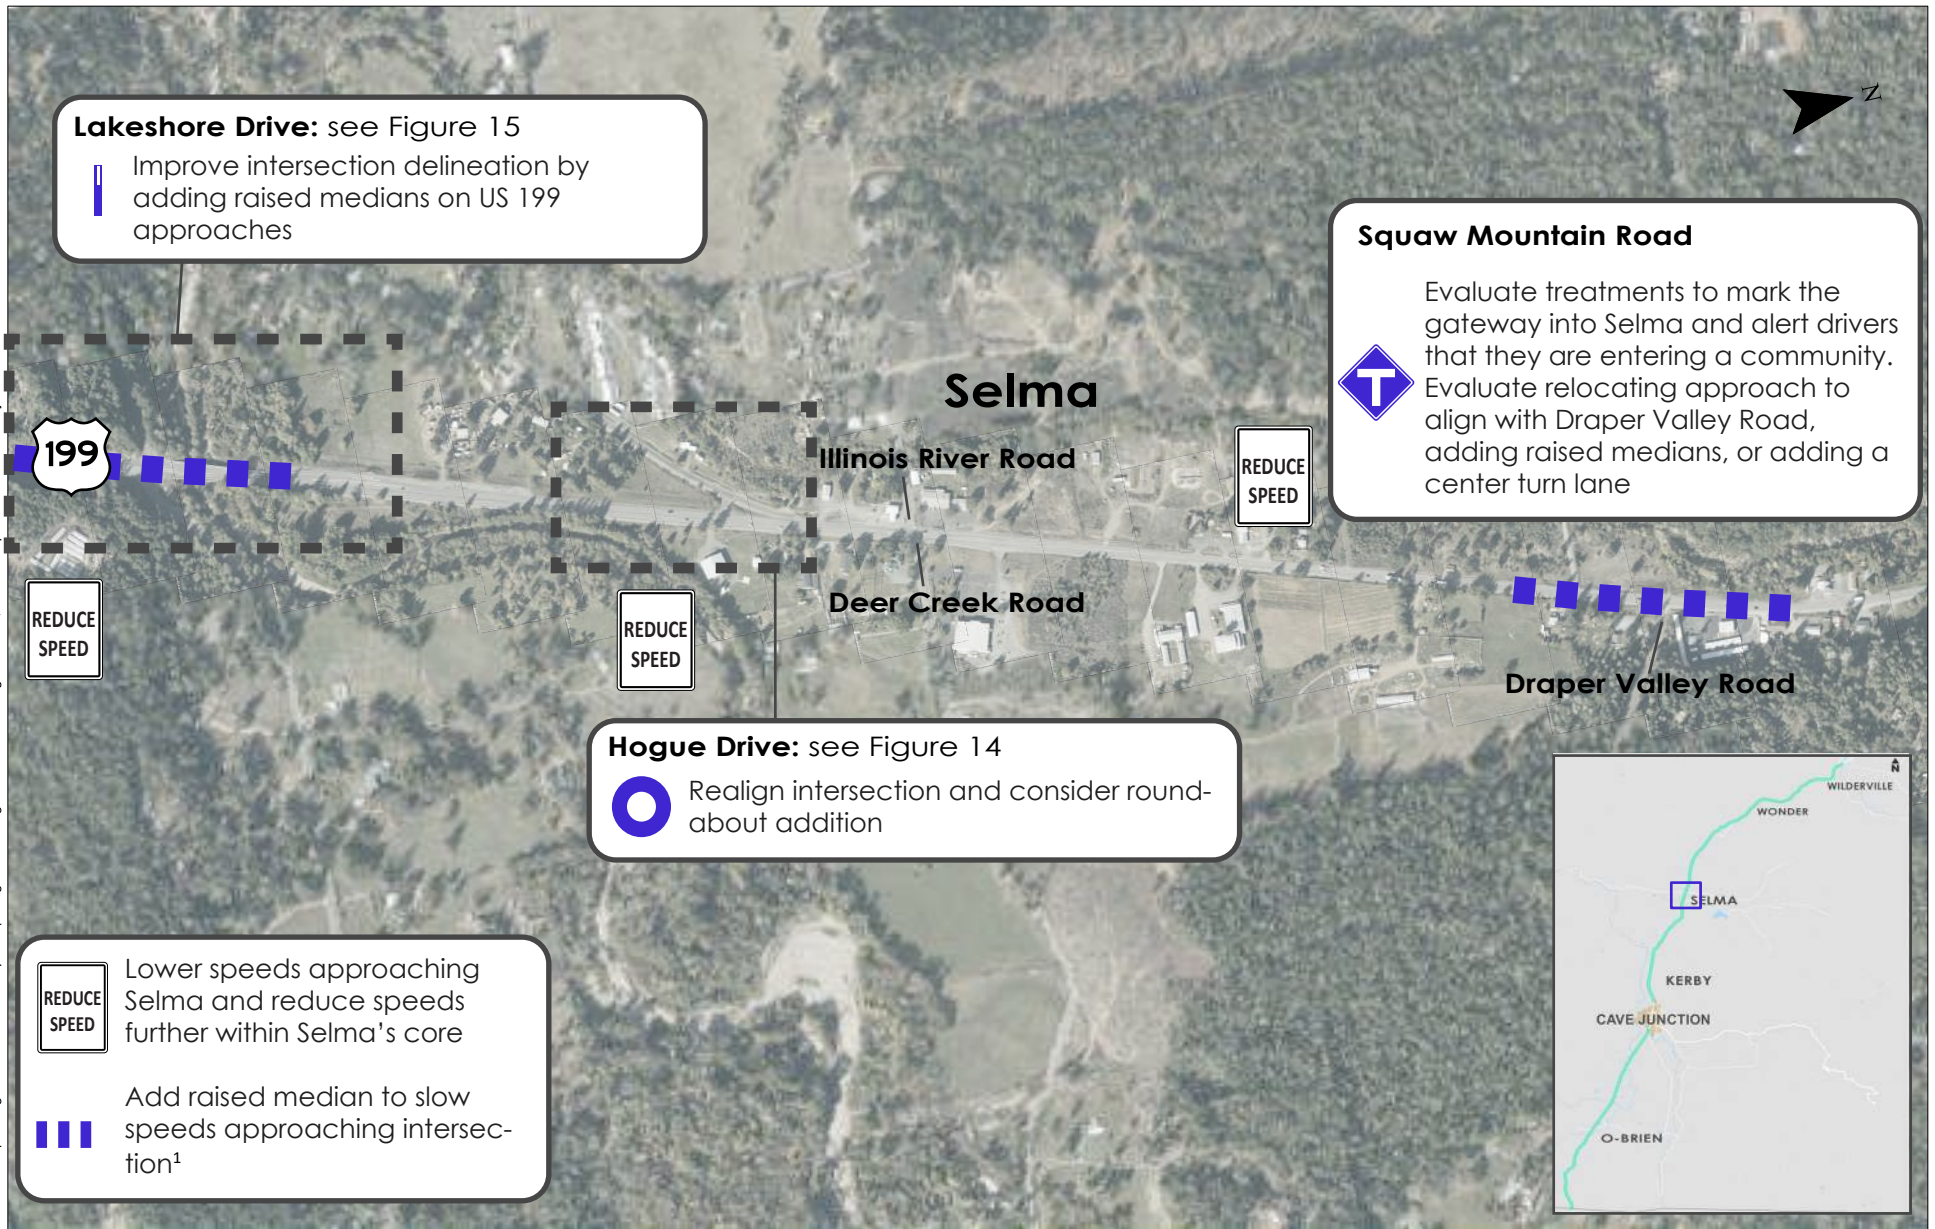 Lakeshore Drive: see Figure 15
Improve intersection delineation by
adding raised medians on US 199
approaches
N
Squaw Mountain Road
Evaluate treatments to mark the
gateway into Selma and alert drivers
that they are entering a community.
Evaluate relocating approach to
align with Draper Valley Road,
adding raised medians, or adding a
center turn lane
T
Selma
199
Illinois River Road
REDUCE
SPEED
Deer Creek Road
REDUCE
SPEED
REDUCE
SPEED
Draper Valley Road
Hogue Drive: see Figure 14
Realign intersection and consider round-
about addition
REDUCE
SPEED
Lower speeds approaching
Selma and reduce speeds
further within Selma’s core
Add raised median to slow
speeds approaching intersec-
tion¹
N
WILDERVILLE
WONDER
SELMA
KERBY
CAVE JUNCTION
O-BRIEN